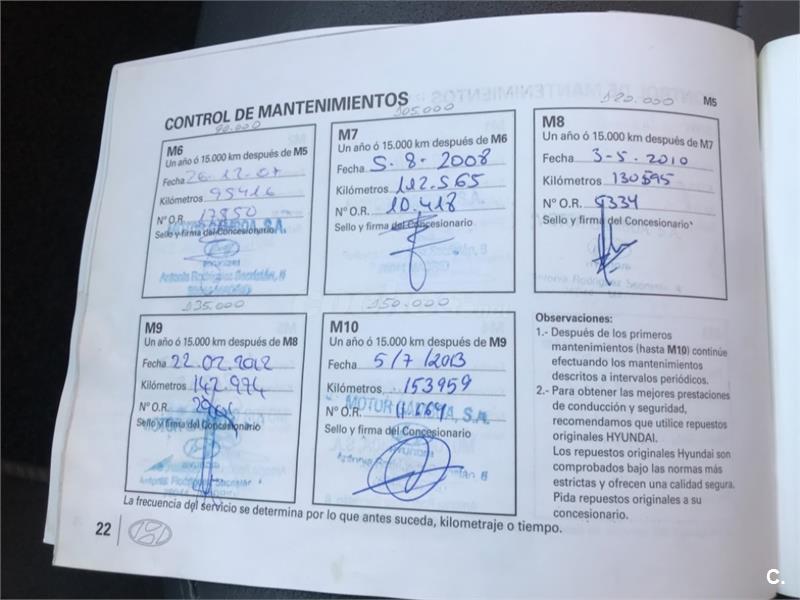 CONTROL DE MANTENIMIENTOS
M5
90.000
M6
Un año ó 15.000 km después de M5
Fecha 26-12-07
Kilómetros 95416
Nº O.R. 17850
Sello y firma del Concesionario
Antonio Rodríguez
105.000
M7
Un año ó 15.000 km después de M6
Fecha 5.8-2008
Kilómetros 112.565
Nº O.R. 10.418
Sello y firma del Concesionario
120.000
M8
Un año ó 15.000 km después de M7
Fecha 3-5-2010
Kilómetros 130595
Nº O.R. 9334
Sello y firma del Concesionario
135.000
M9
Un año ó 15.000 km después de M8
Fecha 22.02.2012
Kilómetros 142.974
Nº O.R.
Sello y firma del Concesionario
Antonio Rodríguez
150.000
M10
Un año ó 15.000 km después de M9
Fecha 5/7/2013
Kilómetros 153959
Nº O.R.
MOTUR S.A.
Sello y firma del Concesionario
Observaciones:
1.- Después de los primeros
mantenimientos (hasta M10) continúe
efectuando los mantenimientos
descritos a intervalos periódicos.
2.- Para obtener las mejores prestaciones
de conducción y seguridad,
recomendamos que utilice repuestos
originales HYUNDAI.
Los repuestos originales Hyundai son
comprobados bajo las normas más
estrictas y ofrecen una calidad segura.
Pida repuestos originales a su
concesionario.
La frecuencia del servicio se determina por lo que antes suceda, kilometraje o tiempo.
22
C.